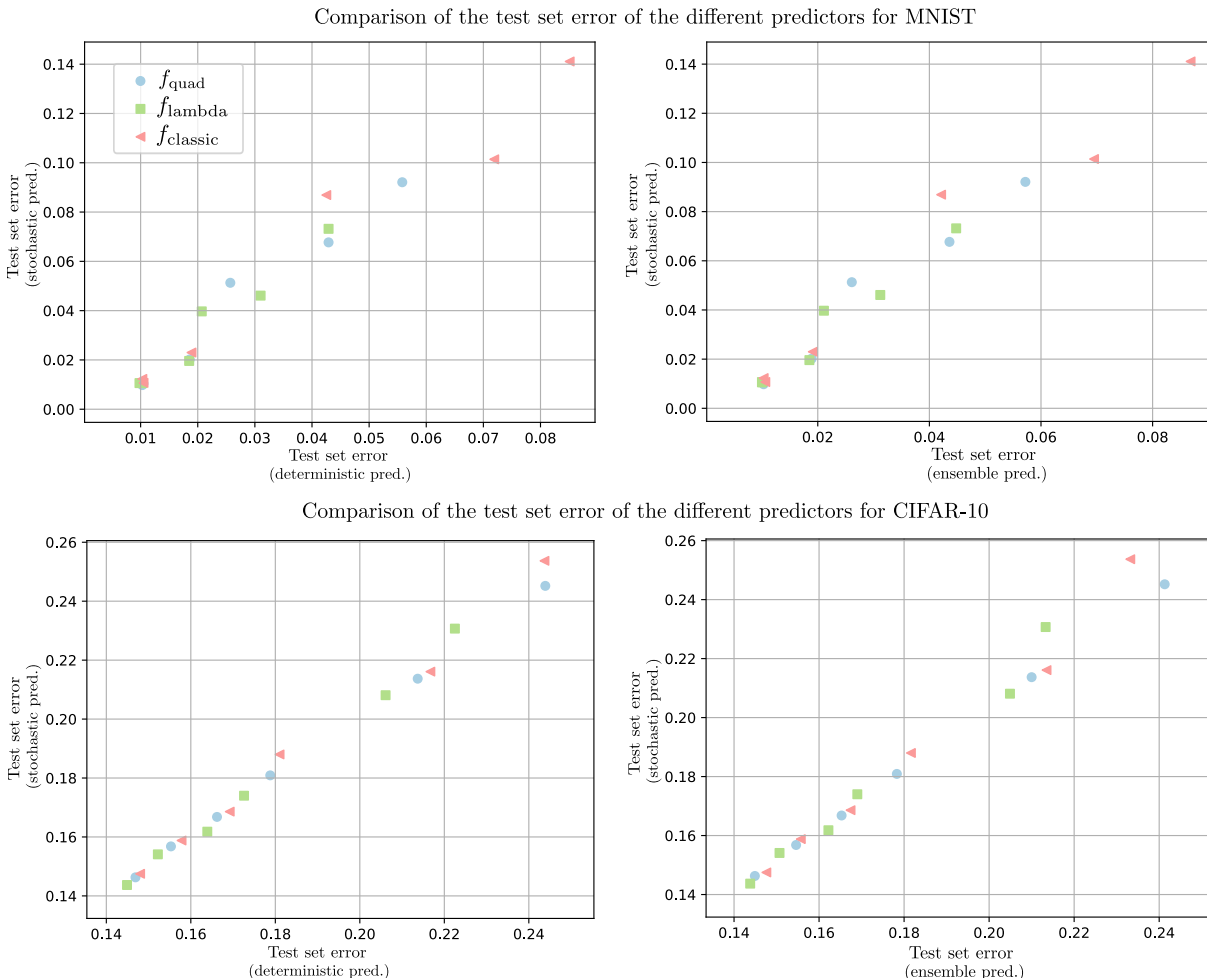 Comparison of the test set error of the different predictors for MNIST
0.14
0.12
0.10
0.08
0.06
0.04
0.02
0.00
Test set error
(stochastic pred.)
f_quad
f_lambda
f_classic
0.01 0.02 0.03 0.04 0.05 0.06 0.07 0.08
Test set error
(deterministic pred.)
0.14
0.12
0.10
0.08
0.06
0.04
0.02
0.00
Test set error
(stochastic pred.)
0.02 0.04 0.06 0.08
Test set error
(ensemble pred.)
Comparison of the test set error of the different predictors for CIFAR-10
0.26
0.24
0.22
0.20
0.18
0.16
0.14
Test set error
(stochastic pred.)
0.14 0.16 0.18 0.20 0.22 0.24
Test set error
(deterministic pred.)
0.26
0.24
0.22
0.20
0.18
0.16
0.14
Test set error
(stochastic pred.)
0.14 0.16 0.18 0.20 0.22 0.24
Test set error
(ensemble pred.)